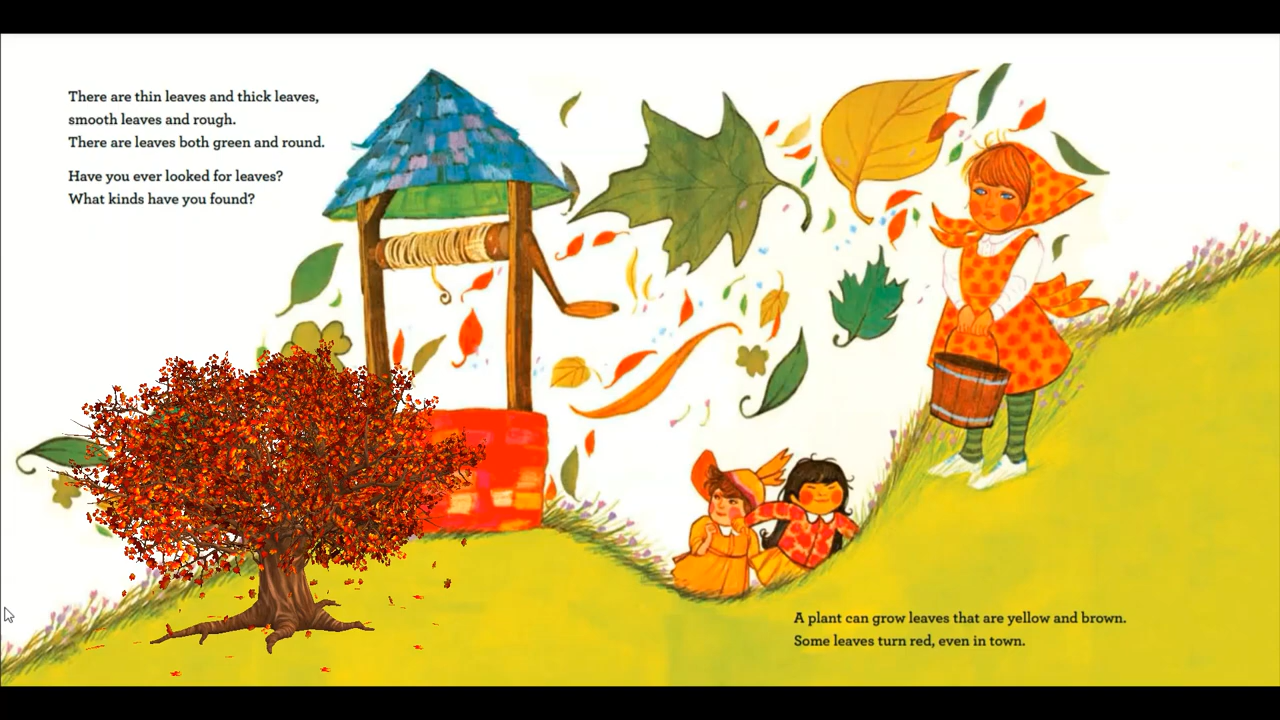 There are thin leaves and thick leaves,
smooth leaves and rough.
There are leaves both green and round.
Have you ever looked for leaves?
What kinds have you found?
A plant can grow leaves that are yellow and brown.
Some leaves turn red, even in town.